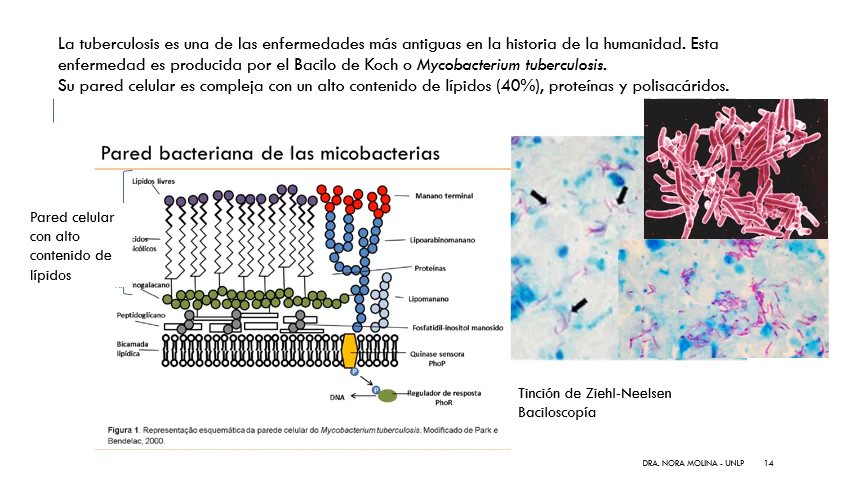 La tuberculosis es una de las enfermedades más antiguas en la historia de la humanidad. Esta
enfermedad es producida por el Bacilo de Koch o Mycobacterium tuberculosis.
Su pared celular es compleja con un alto contenido de lípidos (40%), proteínas y polisacáridos.
Pared bacteriana de las micobacterias
Lípidos livres
Manano terminal
Pared celular
con alto
contenido de
lípidos
Lipoarabinomanano
Proteínas
Lipomanano
Peptidoglicano
Fosfatidil-inositol manosido
Bicamada
lipídica
Quinase sensora
PhoP
DNA
P
P
Regulador de resposta
PhoR
Figura 1. Representação esquemática da parede celular do Mycobacterium tuberculosis. Modificado de Park e
Bendelac, 2000.
Tinción de Ziehl-Neelsen
Baciloscopía
DRA. NORA MOLINA - UNLP 14